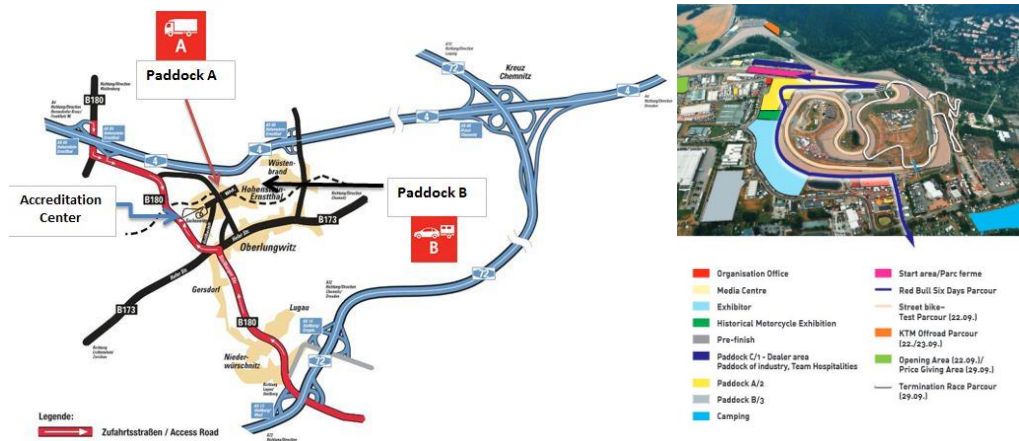 A
Paddock A
Kreuz
Chemnitz
B180
72
4
4
4
4
Wüsten-
brand
Hohenstein-
Ernstthal
Accreditation
Center
B180
Paddock B
B
B173
Oberlungwitz
72
Gersdorf
B173
B180
Lugau
Nieder-
würschnitz
72
Legende:
Zufahrtsstraßen / Access Road
Organisation Office
Media Centre
Exhibitor
Historical Motorcycle Exhibition
Pre-finish
Paddock C/1 - Dealer area
Paddock of industry, Team Hospitalities
Paddock A/2
Paddock B/3
Camping
Start area/Parc ferme
Red Bull Six Days Parcour
Street bike–
Test Parcour (22.09.)
KTM Offroad Parcour
(22./23.09.)
Opening Area (22.09.)/
Price Giving Area (29.09.)
Termination Race Parcour
(29.09.)